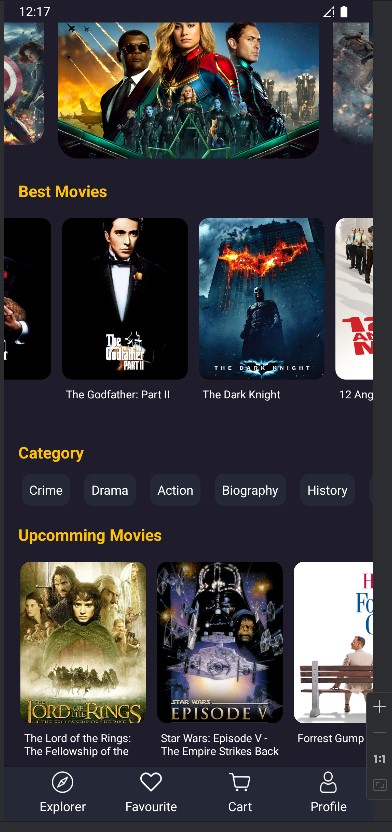 12:17
Best Movies
The Godfather PART II
THE DARK KNIGHT
The Godfather: Part II
The Dark Knight
12 Ang
Category
Crime
Drama
Action
Biography
History
Upcomming Movies
THE LORD OF THE RINGS
STAR WARS
EPISODE V
The Lord of the Rings:
The Fellowship of the
Star Wars: Episode V -
The Empire Strikes Back
Forrest Gump
1:1
Explorer
Favourite
Cart
Profile